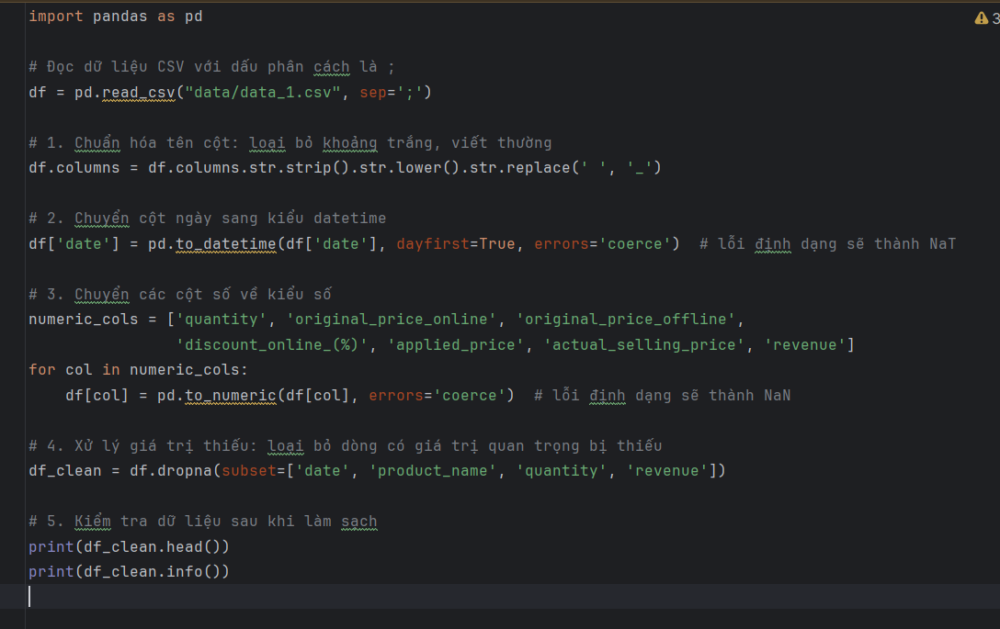 import pandas as pd
3
# Đọc dữ liệu CSV với dấu phân cách là ;
df = pd.read_csv("data/data_1.csv", sep=';')
# 1. Chuẩn hóa tên cột: loại bỏ khoảng trắng, viết thường
df.columns = df.columns.str.strip().str.lower().str.replace(' ', '_')
# 2. Chuyển cột ngày sang kiểu datetime
df['date'] = pd.to_datetime(df['date'], dayfirst=True, errors='coerce')  # lỗi định dạng sẽ thành NaT
# 3. Chuyển các cột số về kiểu số
numeric_cols = ['quantity', 'original_price_online', 'original_price_offline',
                'discount_online_(%)', 'applied_price', 'actual_selling_price', 'revenue']
for col in numeric_cols:
    df[col] = pd.to_numeric(df[col], errors='coerce')  # lỗi định dạng sẽ thành NaN
# 4. Xử lý giá trị thiếu: loại bỏ dòng có giá trị quan trọng bị thiếu
df_clean = df.dropna(subset=['date', 'product_name', 'quantity', 'revenue'])
# 5. Kiểm tra dữ liệu sau khi làm sạch
print(df_clean.head())
print(df_clean.info())